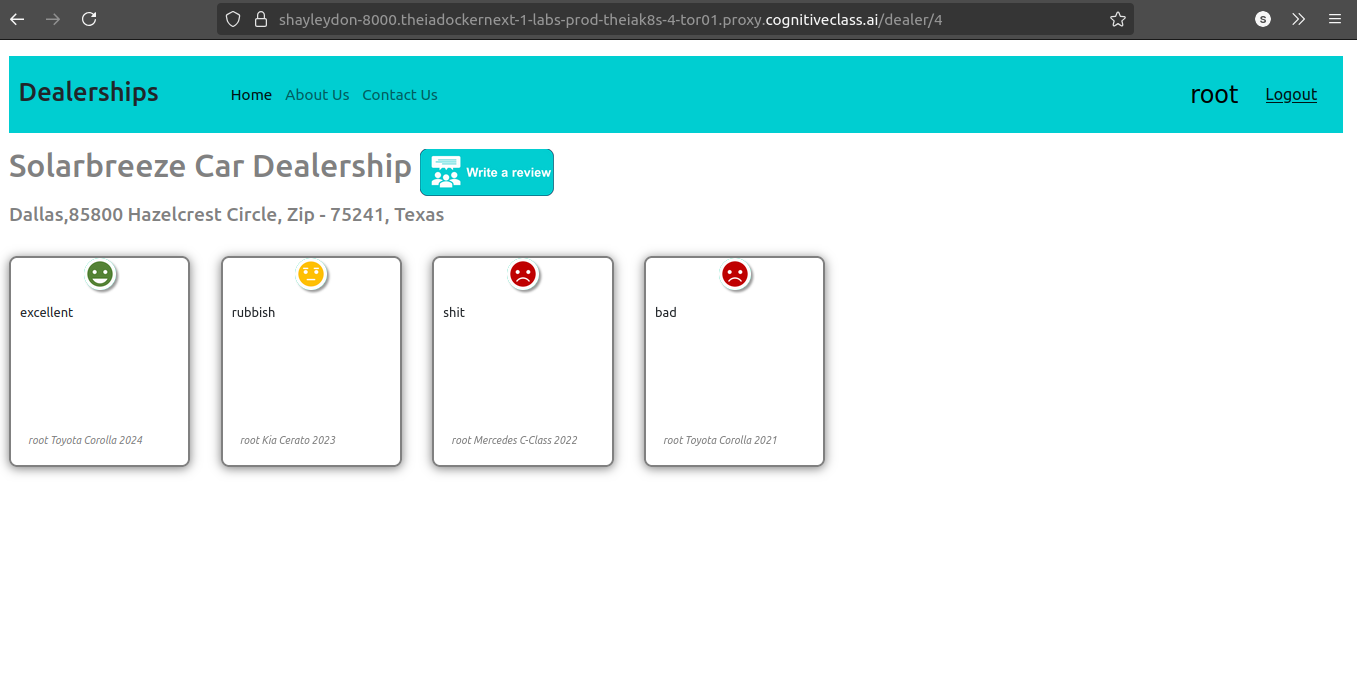 shayleydon-8000.theiadockernext-1-labs-prod-theiak8s-4-tor01.proxy.cognitiveclass.ai/dealer/4
S
Dealerships Home About Us Contact Us root Logout
Solarbreeze Car Dealership Write a review
Dallas,85800 Hazelcrest Circle, Zip - 75241, Texas
excellent
root Toyota Corolla 2024
rubbish
root Kia Cerato 2023
shit
root Mercedes C-Class 2022
bad
root Toyota Corolla 2021